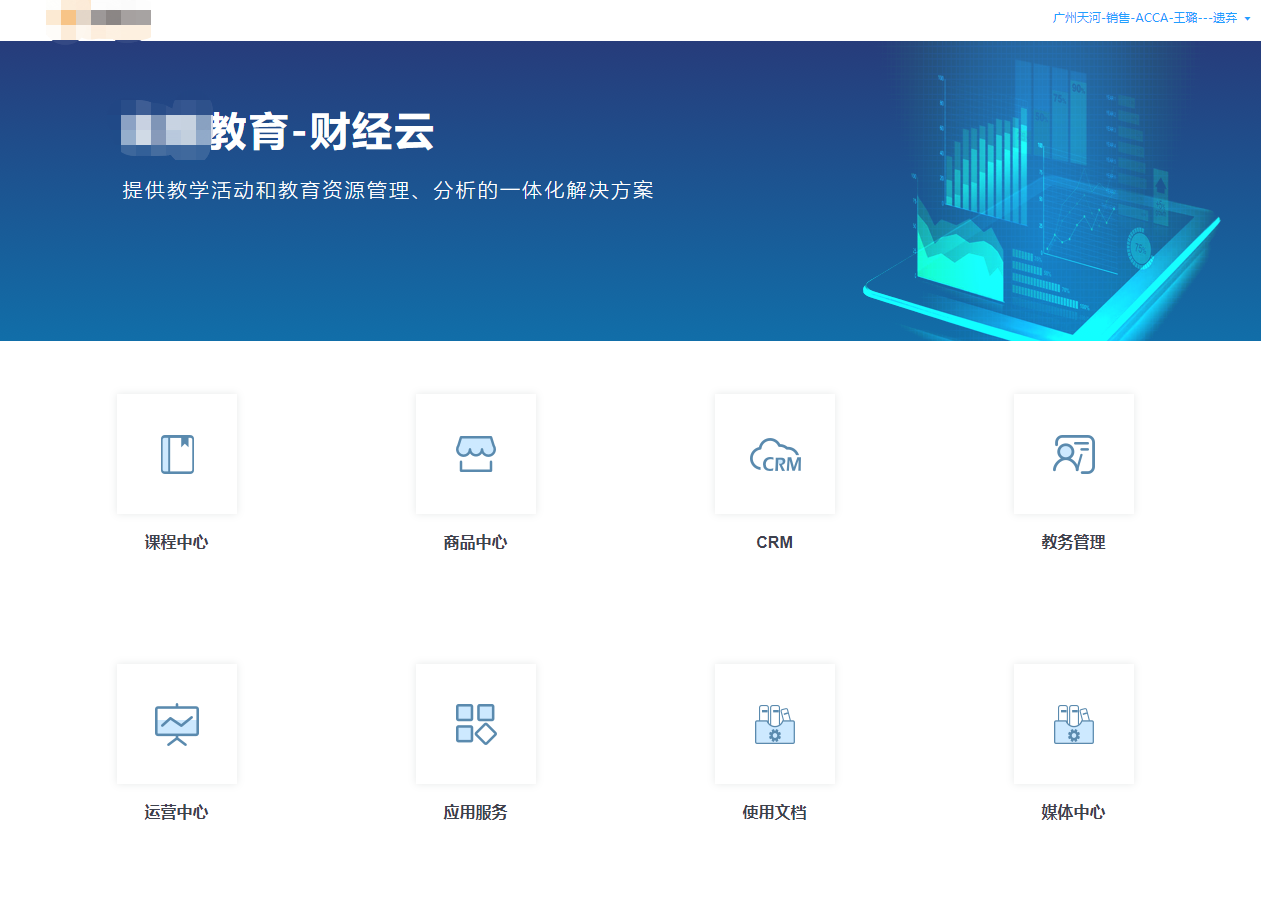 广州天河-销售-ACCA-王璐---遗弃
教育-财经云
提供教学活动和教育资源管理、分析的一体化解决方案
75%
CRM
课程中心
商品中心
CRM
教务管理
运营中心
应用服务
使用文档
媒体中心